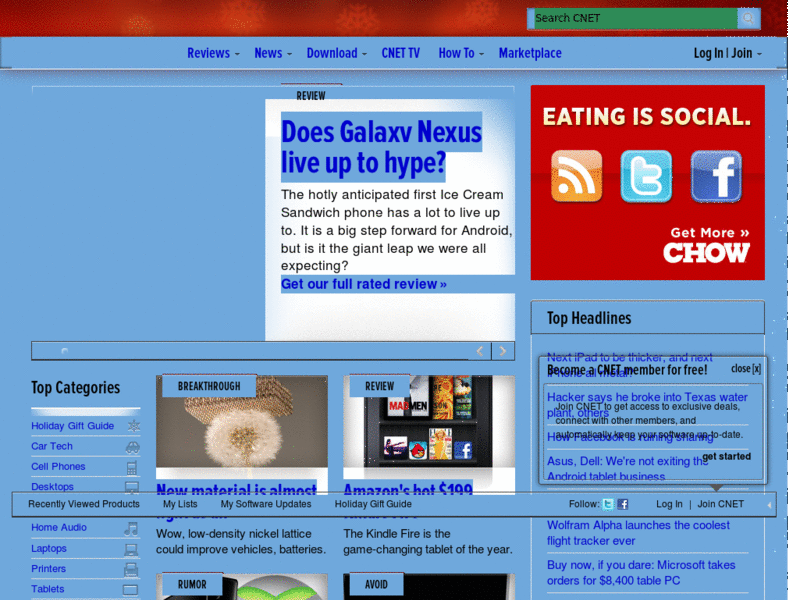 Search CNET
Reviews
News
Download
CNET TV
How To
Marketplace
Log In | Join
REVIEW
Does Galaxy Nexus
live up to hype?
The hotly anticipated first Ice Cream
Sandwich phone has a lot to live up
to. It is a big step forward for Android,
but is it the giant leap we were all
expecting?
Get our full rated review »
EATING IS SOCIAL.
Get More »
CHOW
Top Headlines
Next iPad to be thicker, and next
iPhone all metal?
Become a CNET member for free!
close [x]
Hacker says he broke into Texas water
plant, others
Join CNET to get access to exclusive deals,
connect with other members, and
automatically keep your software up-to-date.
How Facebook is ruining sharing
get started
Asus, Dell: We're not exiting the
Android tablet business
Top Categories
Holiday Gift Guide
Car Tech
Cell Phones
Desktops
BREAKTHROUGH
New material is almost
REVIEW
MAD MEN
Amazon's hot $199
Recently Viewed Products
My Lists
My Software Updates
Holiday Gift Guide
Follow:
Log In | Join CNET
Home Audio
Laptops
Printers
Tablets
Wow, low-density nickel lattice
could improve vehicles, batteries.
The Kindle Fire is the
game-changing tablet of the year.
Wolfram Alpha launches the coolest
flight tracker ever
Buy now, if you dare: Microsoft takes
orders for $8,400 table PC
RUMOR
AVOID